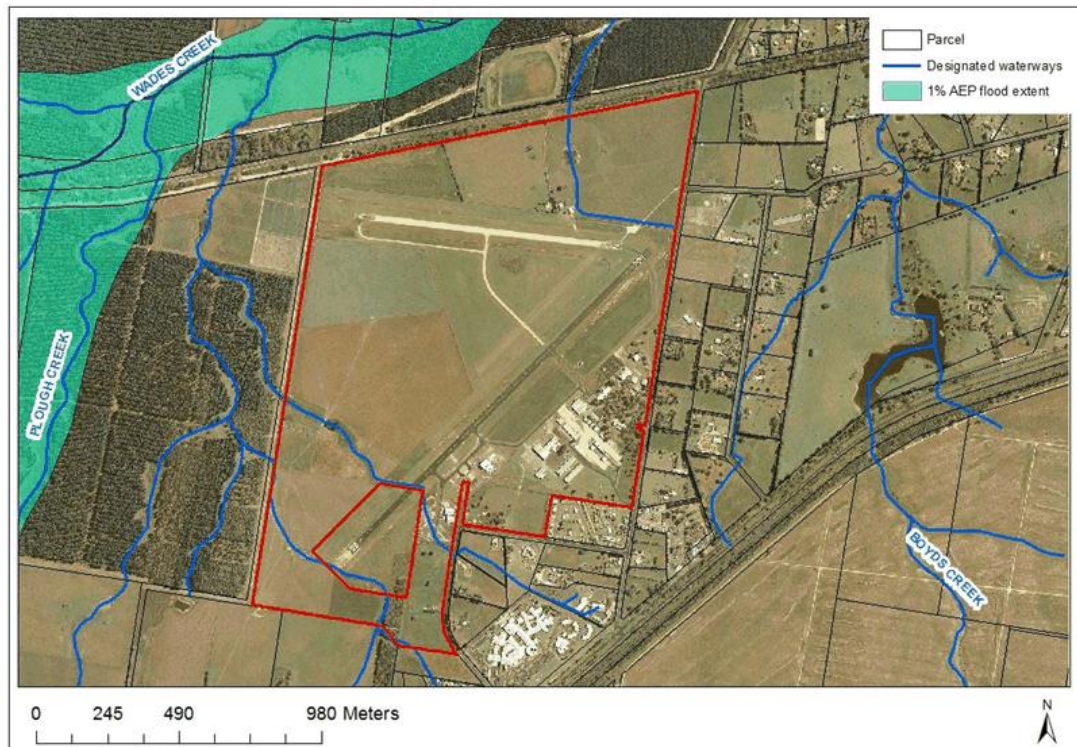 WADES CREEK
Parcel
Designated waterways
1% AEP flood extent
PLOUGH CREEK
BOYDS CREEK
0 245 490 980 Meters
N